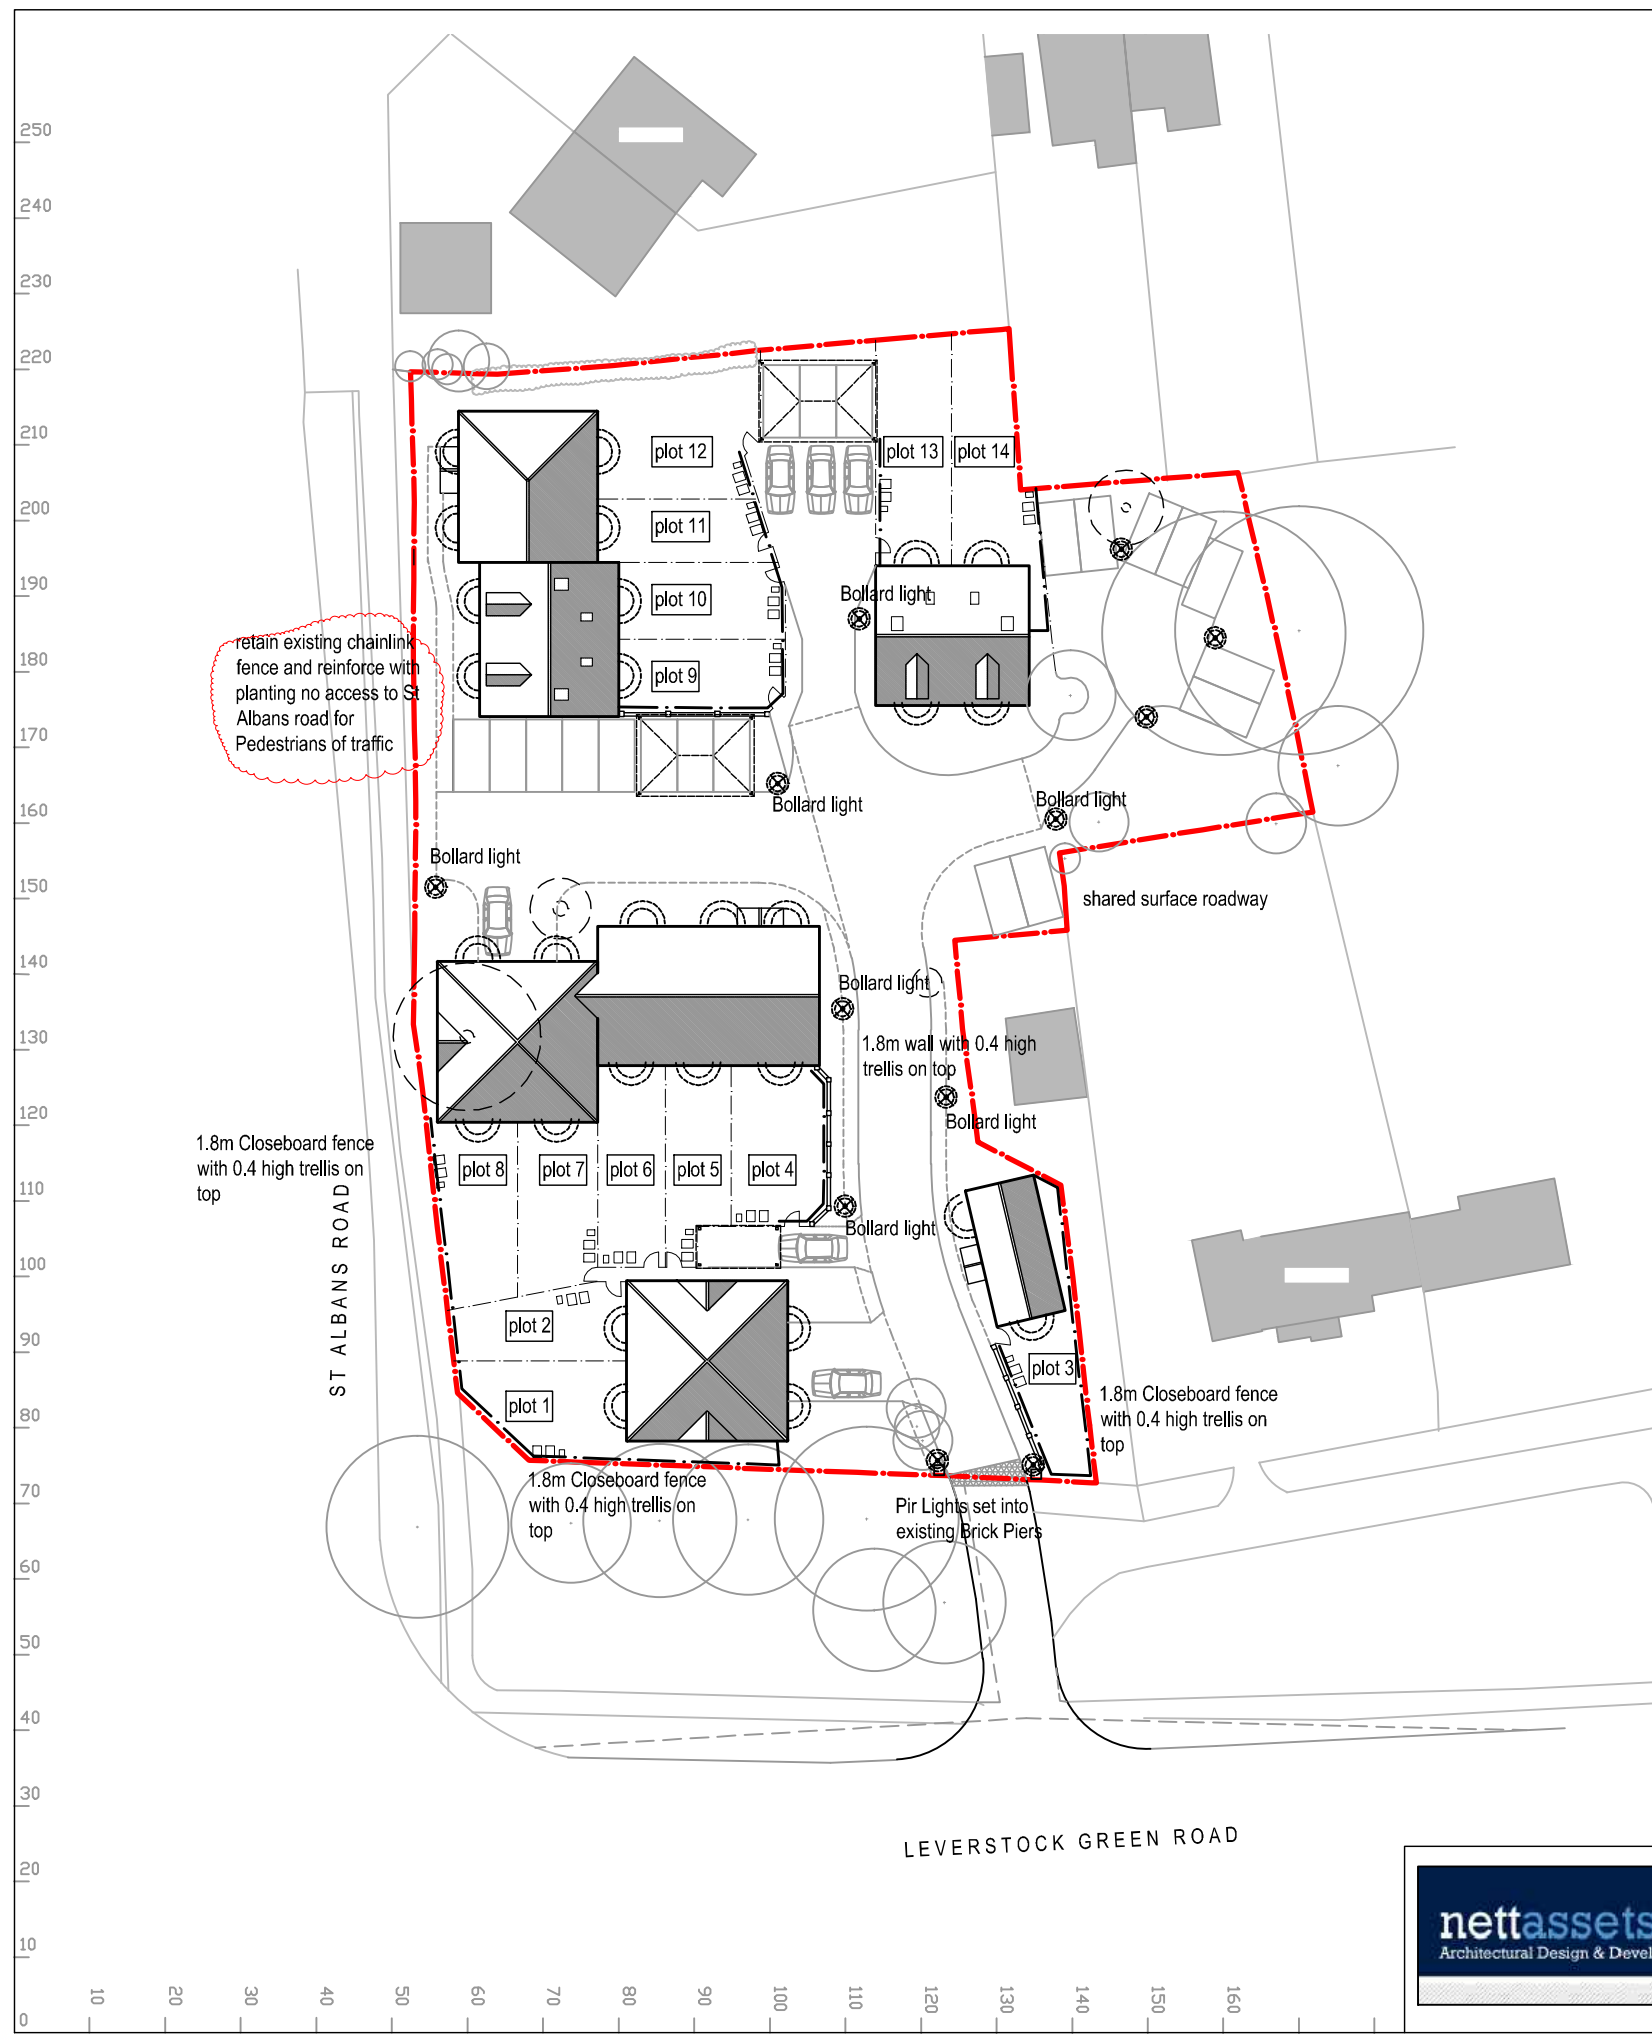 250
240
230
220
210
200
190
180
170
160
150
140
130
120
110
100
90
80
70
60
50
40
30
20
10
0
plot 12
plot 13
plot 14
plot 11
plot 10
plot 9
Bollard light
retain existing chainlink
fence and reinforce with
planting no access to St
Albans road for
Pedestrians of traffic
Bollard light
Bollard light
Bollard light
shared surface roadway
Bollard light
1.8m wall with 0.4 high
trellis on top
Bollard light
1.8m Closeboard fence
with 0.4 high trellis on
top
plot 8
plot 7
plot 6
plot 5
plot 4
Bollard light
ST ALBANS ROAD
plot 2
plot 1
plot 3
1.8m Closeboard fence
with 0.4 high trellis on
top
1.8m Closeboard fence
with 0.4 high trellis on
top
Pir Lights set into
existing Brick Piers
LEVERSTOCK GREEN ROAD
nettassets
Architectural Design & Devel
10
20
30
40
50
60
70
80
90
100
110
120
130
140
150
160